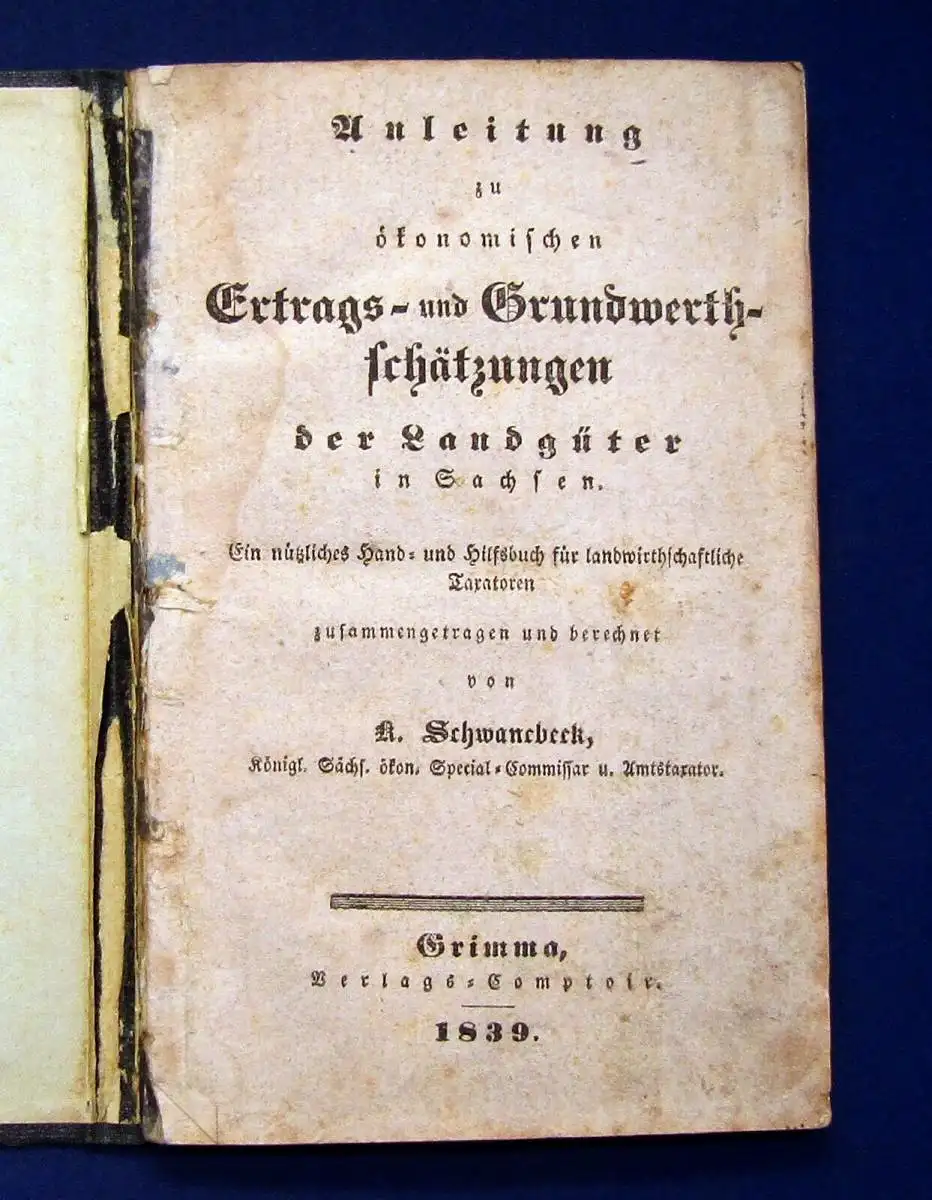 Anleitung
zu
ökonomischen
Ertrags- und Grundwerth-
schätzungen
der Landgüter
in Sachsen.
Ein nützliches Hand- und Hilfsbuch für landwirthschaftliche
Taxatoren
zusammengetragen und berechnet
von
K. Schwanebeck,
Königl. Sächs. ökon. Special-Commissar u. Amtstaxator.
Grimma,
Verlags-Comptoir.
1839.